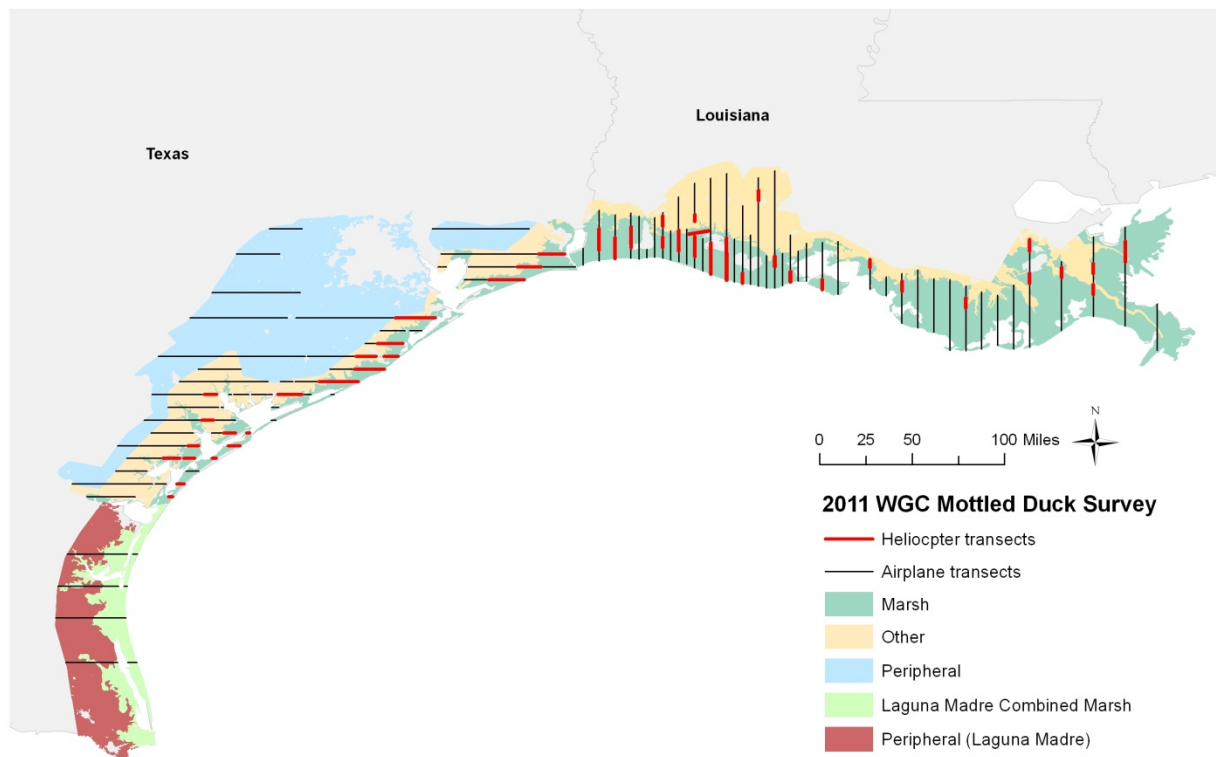 Louisiana
Texas
N
0 25 50 100 Miles
2011 WGC Mottled Duck Survey
Heliocpter transects
Airplane transects
Marsh
Other
Peripheral
Laguna Madre Combined Marsh
Peripheral (Laguna Madre)